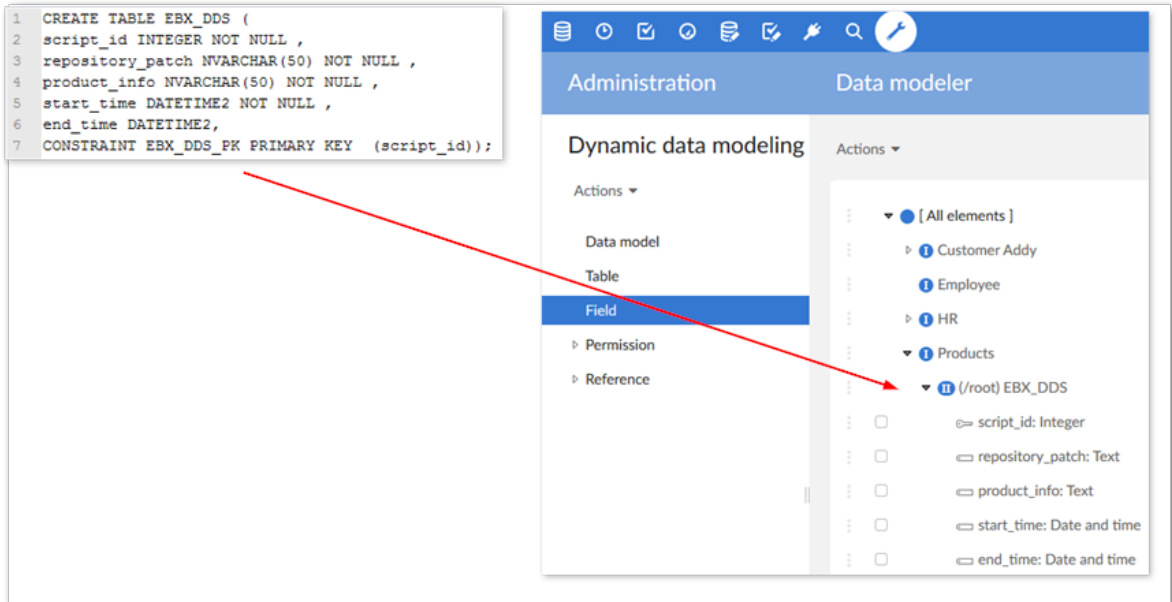 1 CREATE TABLE EBX_DDS (
2 script_id INTEGER NOT NULL ,
3 repository_patch NVARCHAR(50) NOT NULL ,
4 product_info NVARCHAR(50) NOT NULL ,
5 start_time DATETIME2 NOT NULL ,
6 end_time DATETIME2,
7 CONSTRAINT EBX_DDS_PK PRIMARY KEY (script_id));
Administration
Dynamic data modeling
Actions
Data model
Table
Field
Permission
Reference
Data modeler
Actions
[ All elements ]
I Customer Addy
I Employee
I HR
I Products
II (/root) EBX_DDS
script_id: Integer
repository_patch: Text
product_info: Text
start_time: Date and time
end_time: Date and time